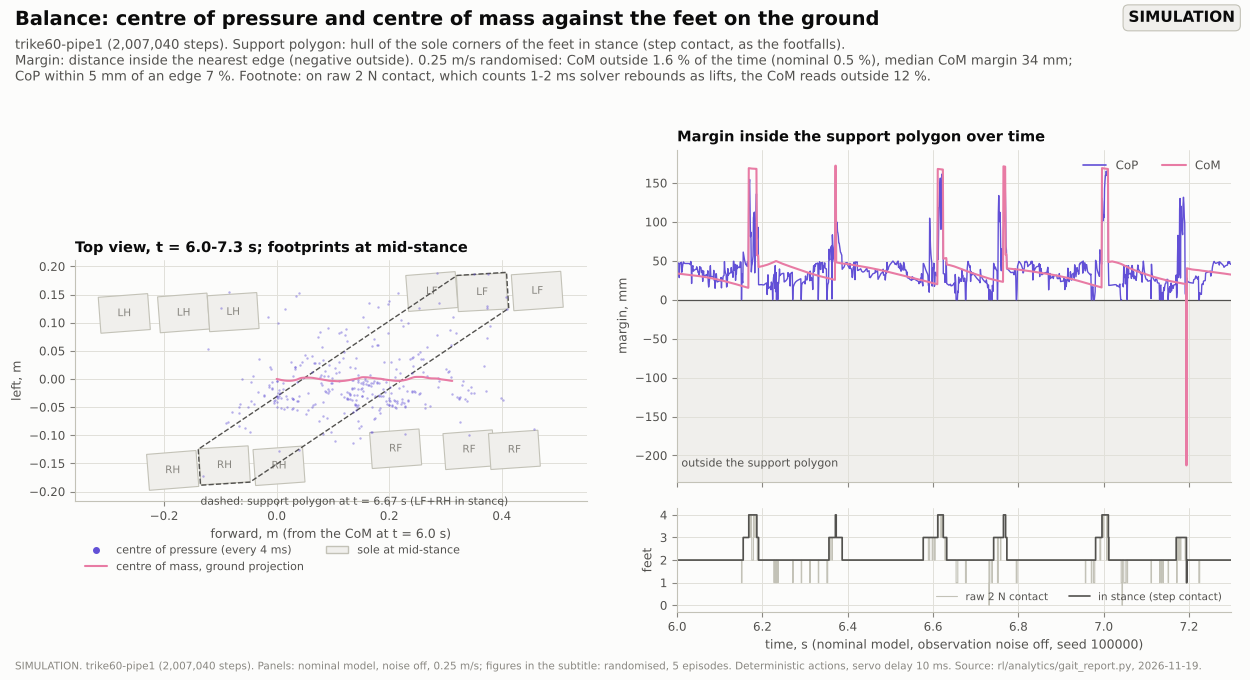 Balance: centre of pressure and centre of mass against the feet on the ground
SIMULATION
trike60-pipe1 (2,007,040 steps). Support polygon: hull of the sole corners of the feet in stance (step contact, as the footfalls).
Margin: distance inside the nearest edge (negative outside). 0.25 m/s randomised: CoM outside 1.6 % of the time (nominal 0.5 %), median CoM margin 34 mm;
CoP within 5 mm of an edge 7 %. Footnote: on raw 2 N contact, which counts 1-2 ms solver rebounds as lifts, the CoM reads outside 12 %.
Top view, t = 6.0-7.3 s; footprints at mid-stance
0.20
0.15
0.10
0.05
0.00
−0.05
−0.10
−0.15
−0.20
left, m
LH
LH
LH
LF
LF
LF
RH
RH
RH
RF
RF
RF
dashed: support polygon at t = 6.67 s (LF+RH in stance)
−0.2
0.0
0.2
0.4
forward, m (from the CoM at t = 6.0 s)
centre of pressure (every 4 ms)
sole at mid-stance
centre of mass, ground projection
Margin inside the support polygon over time
CoP
CoM
150
100
50
0
−50
−100
−150
−200
margin, mm
outside the support polygon
4
3
2
1
0
feet
raw 2 N contact
in stance (step contact)
6.0
6.2
6.4
6.6
6.8
7.0
7.2
time, s (nominal model, observation noise off, seed 100000)
SIMULATION. trike60-pipe1 (2,007,040 steps). Panels: nominal model, noise off, 0.25 m/s; figures in the subtitle: randomised, 5 episodes. Deterministic actions, servo delay 10 ms. Source: rl/analytics/gait_report.py, 2026-11-19.